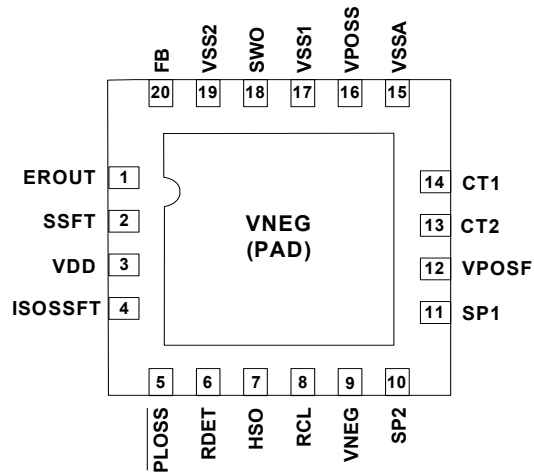 FB
VSS2
SWO
VSS1
VPOSS
VSSA
20
19
18
17
16
15
EROUT 1
SSFT 2
VDD 3
ISOSSFT 4
VNEG
(PAD)
14 CT1
13 CT2
12 VPOSF
11 SP1
5
6
7
8
9
10
PLOSS
RDET
HSO
RCL
VNEG
SP2